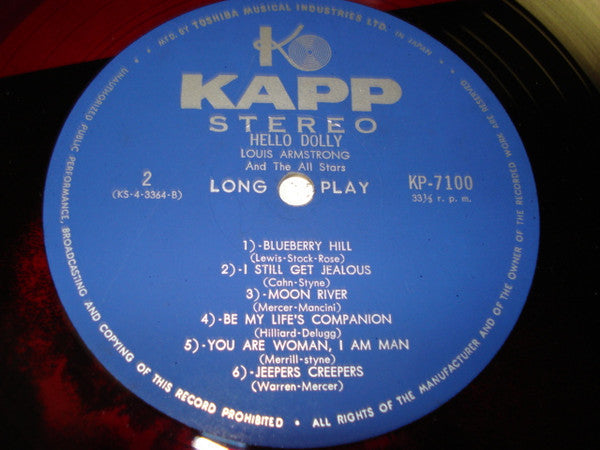 MFD. BY TOSHIBA MUSICAL INDUSTRIES LTD. IN JAPAN
K
KAPP
STEREO
HELLO DOLLY
LOUIS ARMSTRONG
And The All Stars
2
(KS-4-3364-B)
LONG PLAY
KP-7100
33⅓ r. p. m.
1)-BLUEBERRY HILL
(Lewis-Stock-Rose)
2)-I STILL GET JEALOUS
(Cahn-Styne)
3)-MOON RIVER
(Mercer-Mancini)
4)-BE MY LIFE'S COMPANION
(Hilliard-Delugg)
5)-YOU ARE WOMAN, I AM MAN
(Merrill-styne)
6)-JEEPERS CREEPERS
(Warren-Mercer)
UNAUTHORIZED PUBLIC PERFORMANCE, BROADCASTING AND COPYING OF THIS RECORD PROHIBITED • ALL RIGHTS OF THE MANUFACTURER AND OF THE OWNER OF THE RECORDED WORK ARE RESERVED